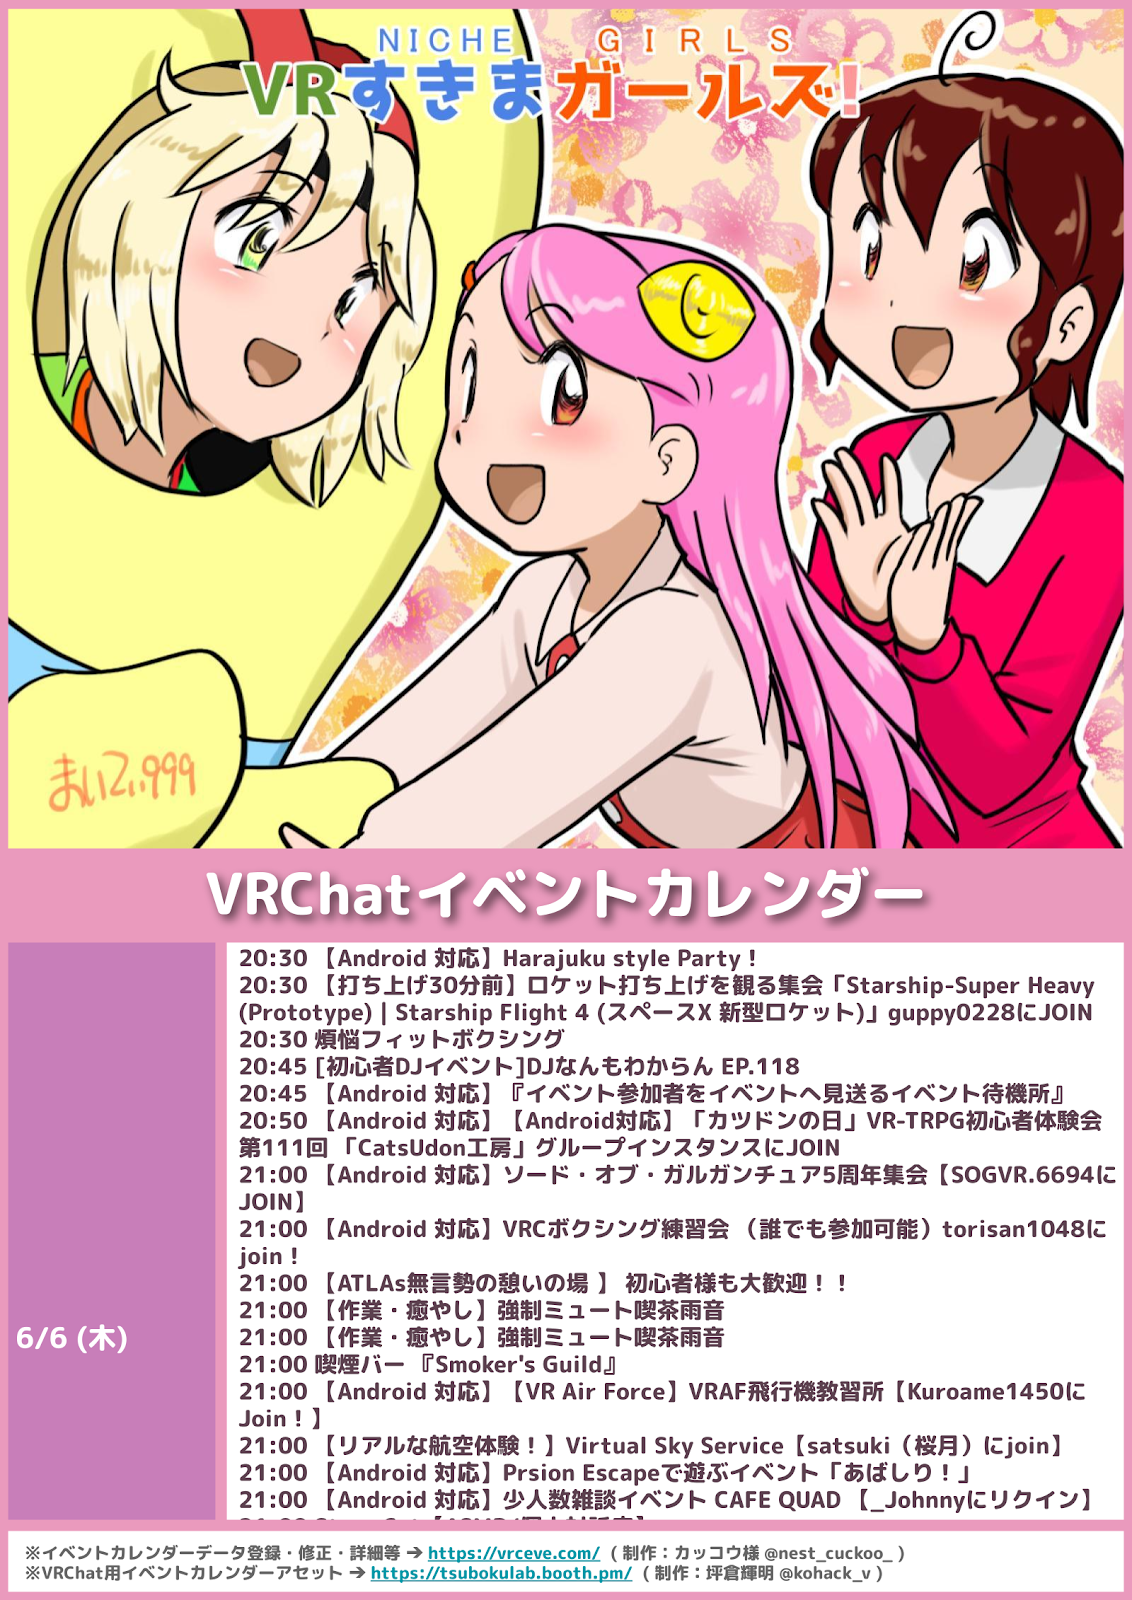 NICHE GIRLS
VRすきまガールズ!
まいてぃ999
VRChatイベントカレンダー
6/6 (木)
20:30 【Android 対応】Harajuku style Party！
20:30 【打ち上げ30分前】ロケット打ち上げを観る集会「Starship-Super Heavy
(Prototype) | Starship Flight 4 (スペースX 新型ロケット)」guppy0228にJOIN
20:30 煩悩フィットボクシング
20:45 [初心者DJイベント]DJなんもわからん EP.118
20:45 【Android 対応】『イベント参加者をイベントへ見送るイベント待機所』
20:50 【Android 対応】【Android対応】「カツドンの日」VR-TRPG初心者体験会
第111回 「CatsUdon工房」グループインスタンスにJOIN
21:00 【Android 対応】ソード・オブ・ガルガンチュア5周年集会【SOGVR.6694に
JOIN】
21:00 【Android 対応】VRCボクシング練習会 （誰でも参加可能）torisan1048に
join！
21:00 【ATLAs無言勢の憩いの場 】 初心者様も大歓迎！！
21:00 【作業・癒やし】強制ミュート喫茶雨音
21:00 【作業・癒やし】強制ミュート喫茶雨音
21:00 喫煙バー 『Smoker's Guild』
21:00 【Android 対応】【VR Air Force】VRAF飛行機教習所【Kuroame1450に
Join！】
21:00 【リアルな航空体験！】Virtual Sky Service【satsuki（桜月）にjoin】
21:00 【Android 対応】Prsion Escapeで遊ぶイベント「あばしり！」
21:00 【Android 対応】少人数雑談イベント CAFE QUAD 【_Johnnyにリクイン】
※イベントカレンダーデータ登録・修正・詳細等 ➔ https://vrceve.com/ （制作：カッコウ様 @nest_cuckoo_ ）
※VRChat用イベントカレンダーアセット ➔ https://tsubokulab.booth.pm/ （制作：坪倉輝明 @kohack_v ）